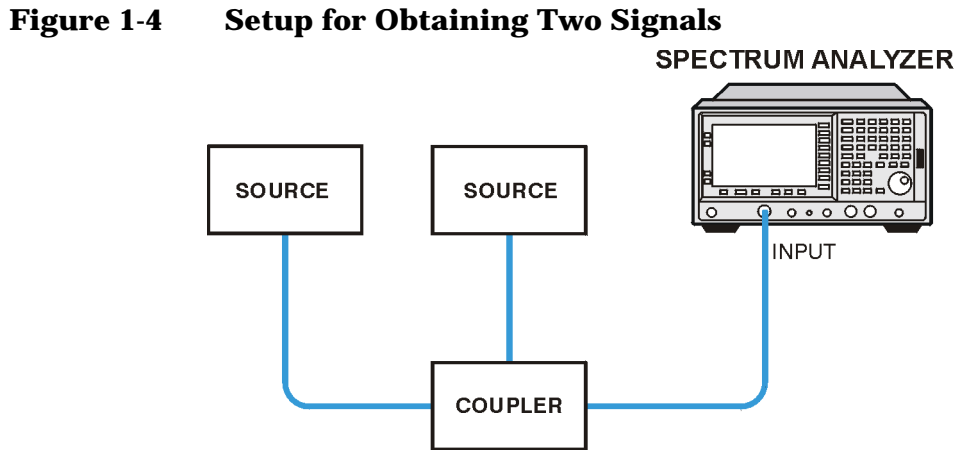 Figure 1-4 Setup for Obtaining Two Signals
SPECTRUM ANALYZER
SOURCE
SOURCE
INPUT
COUPLER